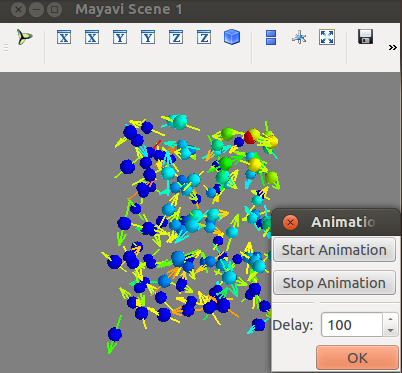 Mayavi Scene 1
X X Y Y Z Z
»
Animatio
Start Animation
Stop Animation
Delay: 100
OK